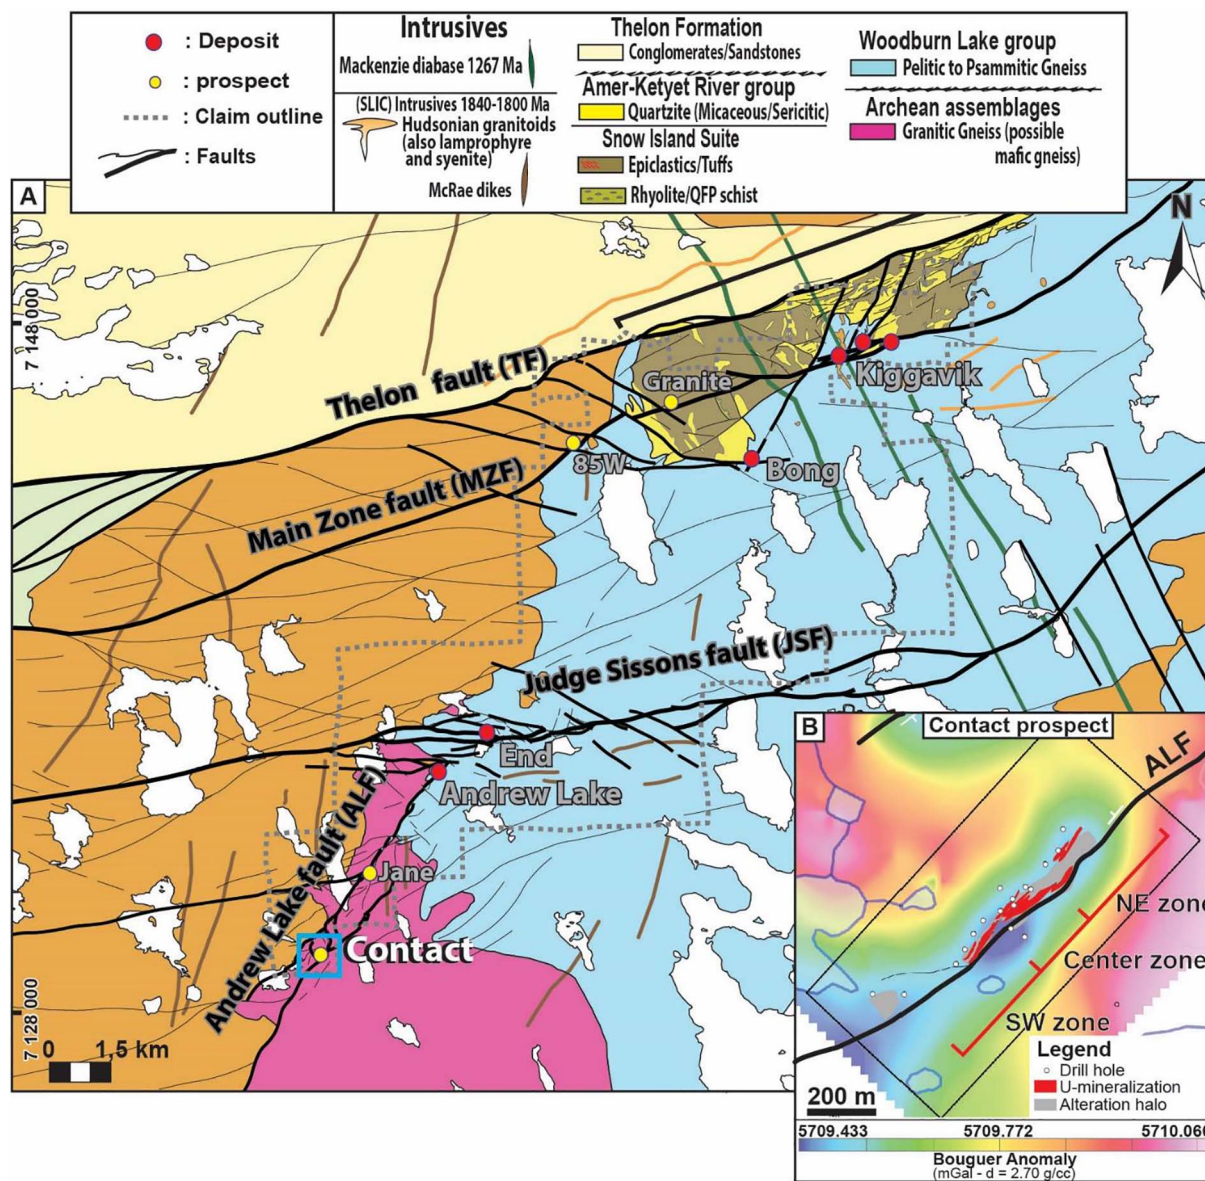 : Deposit
: prospect
: Claim outline
: Faults
Intrusives
Mackenzie diabase 1267 Ma
(SLIC) Intrusives 1840-1800 Ma
Hudsonian granitoids
(also lamprophyre
and syenite)
McRae dikes
Thelon Formation
Conglomerates/Sandstones
Amer-Ketyet River group
Quartzite (Micaceous/Sericitic)
Snow Island Suite
Epiclastics/Tuffs
Rhyolite/QFP schist
Woodburn Lake group
Pelitic to Psammitic Gneiss
Archean assemblages
Granitic Gneiss (possible
mafic gneiss)
A
N
7 148 000
Thelon fault (TF)
Granite
Kiggavik
85W
Bong
Main Zone fault (MZF)
Judge Sissons fault (JSF)
End
Andrew Lake
Andrew Lake fault (ALF)
Jane
Contact
7 128 000
0 1,5 km
B
Contact prospect
ALF
NE zone
Center zone
SW zone
Legend
Drill hole
U-mineralization
Alteration halo
200 m
5709.433 5709.772 5710.060
Bouguer Anomaly
(mGal - d = 2.70 g/cc)